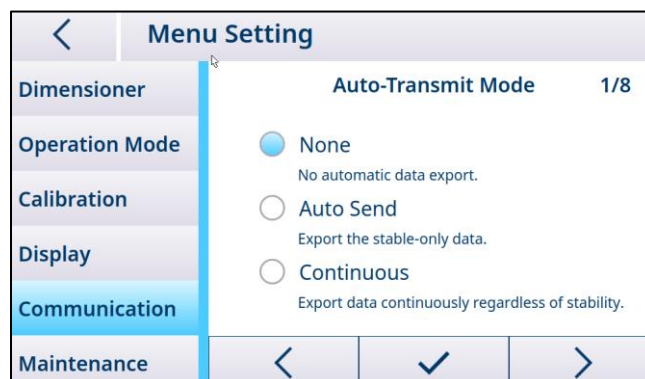 Menu Setting
Dimensioner
Operation Mode
Calibration
Display
Communication
Maintenance
Auto-Transmit Mode 1/8
None
No automatic data export.
Auto Send
Export the stable-only data.
Continuous
Export data continuously regardless of stability.